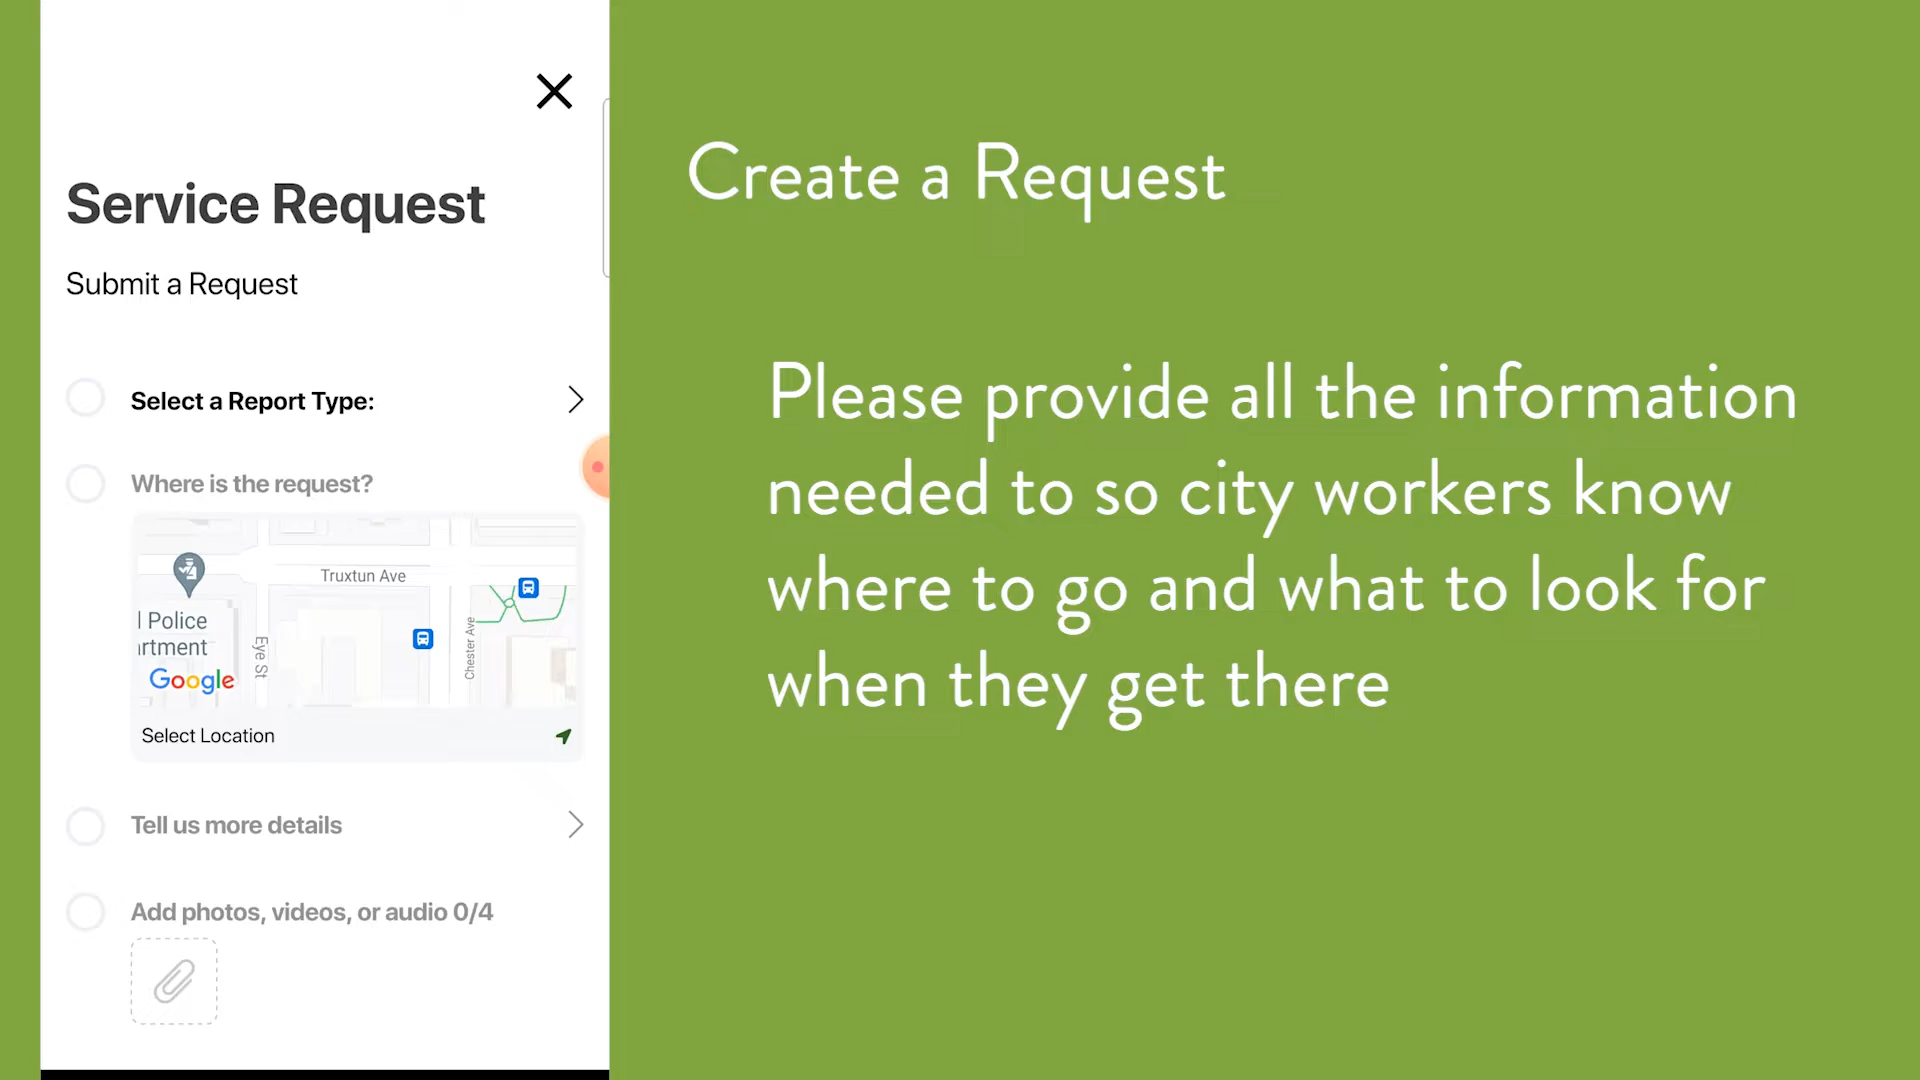 Service Request
Submit a Request
Select a Report Type:
Where is the request?
Truxtun Ave
l Police
Eye St
Chester Ave
Google
Select Location
Tell us more details
Add photos, videos, or audio 0/4
Create a Request
Please provide all the information
needed to so city workers know
where to go and what to look for
when they get there